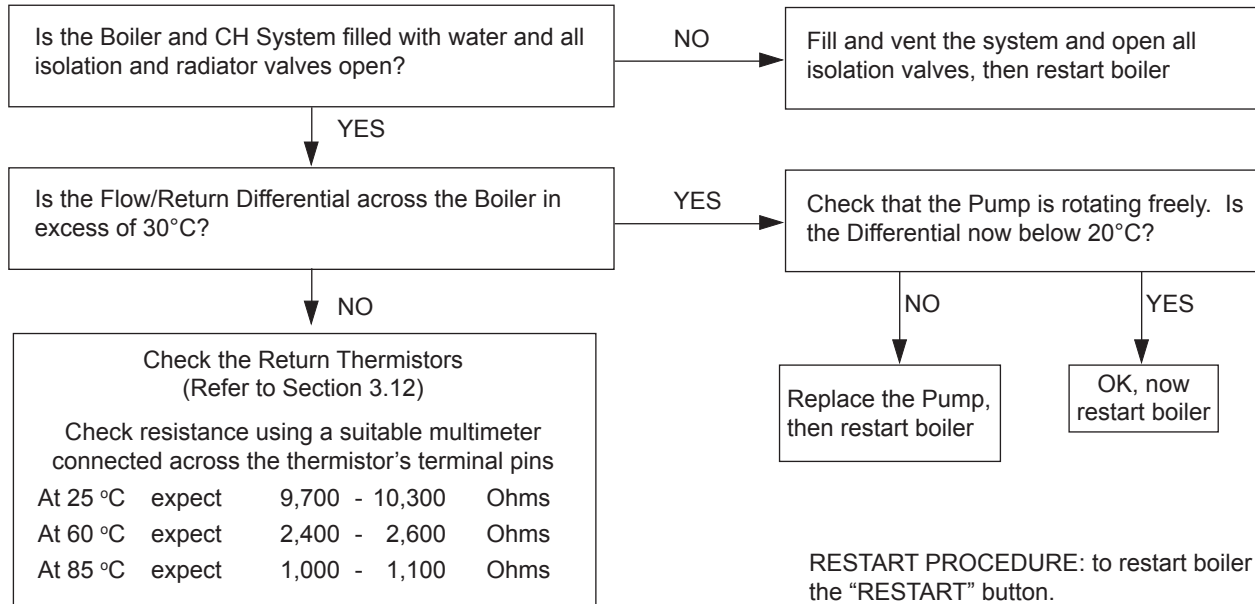 Is the Boiler and CH System filled with water and all
isolation and radiator valves open?
NO
Fill and vent the system and open all
isolation valves, then restart boiler
YES
Is the Flow/Return Differential across the Boiler in
excess of 30°C?
YES
Check that the Pump is rotating freely.  Is
the Differential now below 20°C?
NO
NO
YES
Check the Return Thermistors
(Refer to Section 3.12)
Check resistance using a suitable multimeter
connected across the thermistor's terminal pins
At 25 °C expect 9,700 - 10,300 Ohms
At 60 °C expect 2,400 - 2,600 Ohms
At 85 °C expect 1,000 - 1,100 Ohms
Replace the Pump,
then restart boiler
OK, now
restart boiler
RESTART PROCEDURE: to restart boiler
the “RESTART” button.